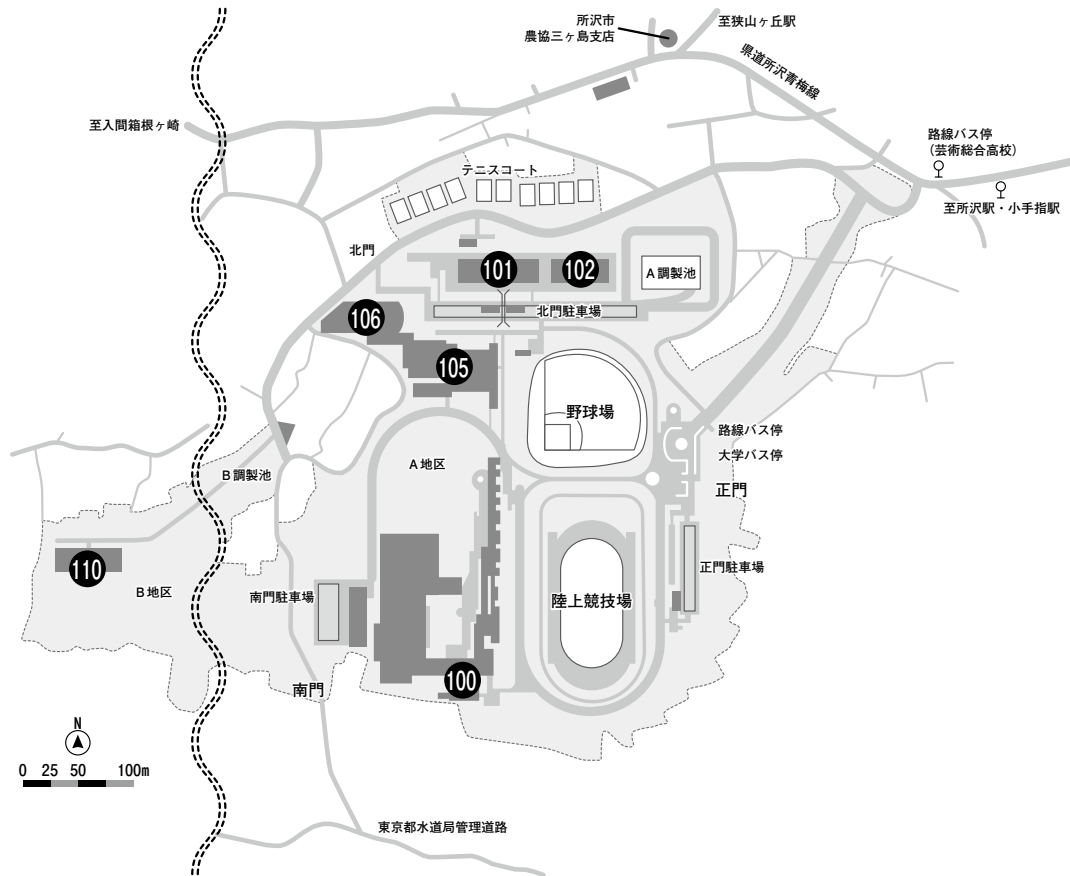 所沢市
農協三ヶ島支店
至狭山ヶ丘駅
県道所沢青梅線
至入間箱根ヶ崎
路線バス停
(芸術総合高校)
テニスコート
至所沢駅・小手指駅
北門
101
102
A調製池
北門駐車場
106
105
野球場
路線バス停
大学バス停
A地区
B調製池
正門
110
B地区
正門駐車場
南門駐車場
陸上競技場
100
南門
N
0 25 50 100m
東京都水道局管理道路